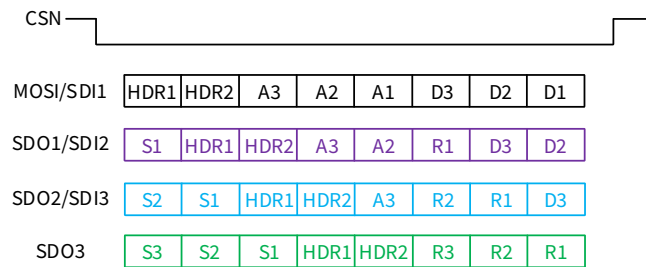 CSN
MOSI/SDI1 HDR1 HDR2 A3 A2 A1 D3 D2 D1
SDO1/SDI2 S1 HDR1 HDR2 A3 A2 R1 D3 D2
SDO2/SDI3 S2 S1 HDR1 HDR2 A3 R2 R1 D3
SDO3 S3 S2 S1 HDR1 HDR2 R3 R2 R1